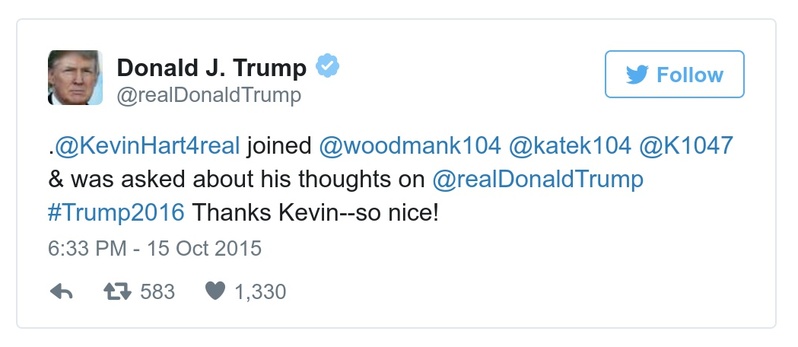 Donald J. Trump
@realDonaldTrump
Follow
.@KevinHart4real joined @woodmank104 @katek104 @K1047
& was asked about his thoughts on @realDonaldTrump
#Trump2016 Thanks Kevin--so nice!
6:33 PM - 15 Oct 2015
583 1,330